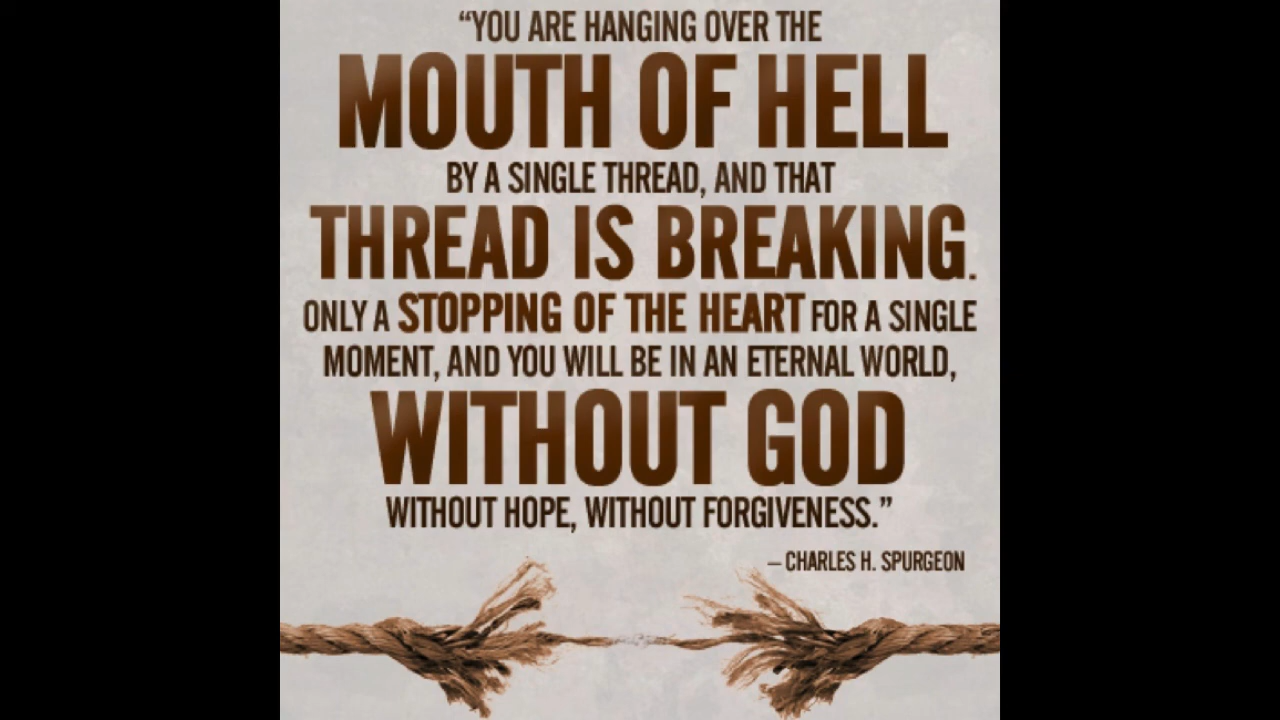 “YOU ARE HANGING OVER THE
MOUTH OF HELL
BY A SINGLE THREAD, AND THAT
THREAD IS BREAKING.
ONLY A STOPPING OF THE HEART FOR A SINGLE
MOMENT, AND YOU WILL BE IN AN ETERNAL WORLD,
WITHOUT GOD
WITHOUT HOPE, WITHOUT FORGIVENESS.”
– CHARLES H. SPURGEON